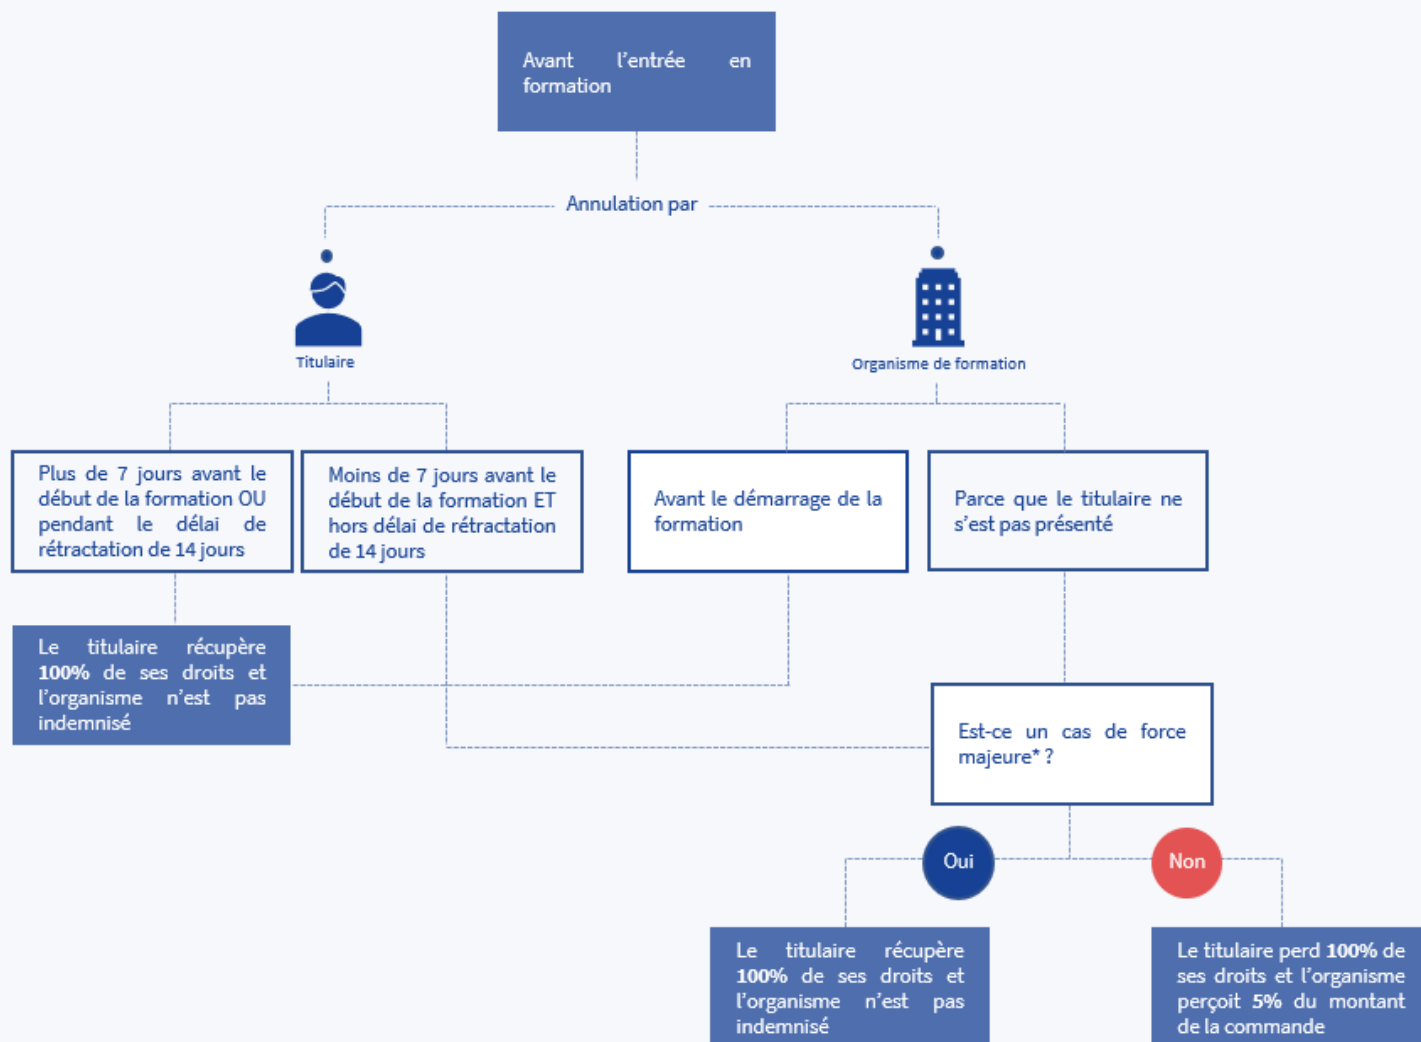 Avant l'entrée en
formation
Annulation par
Titulaire
Organisme de formation
Plus de 7 jours avant le
début de la formation OU
pendant le délai de
rétractation de 14 jours
Moins de 7 jours avant le
début de la formation ET
hors délai de rétractation
de 14 jours
Avant le démarrage de la
formation
Parce que le titulaire ne
s'est pas présenté
Le titulaire récupère
100% de ses droits et
l'organisme n'est pas
indemnisé
Est-ce un cas de force
majeure* ?
Oui
Non
Le titulaire récupère
100% de ses droits et
l'organisme n'est pas
indemnisé
Le titulaire perd 100% de
ses droits et l'organisme
perçoit 5% du montant
de la commande